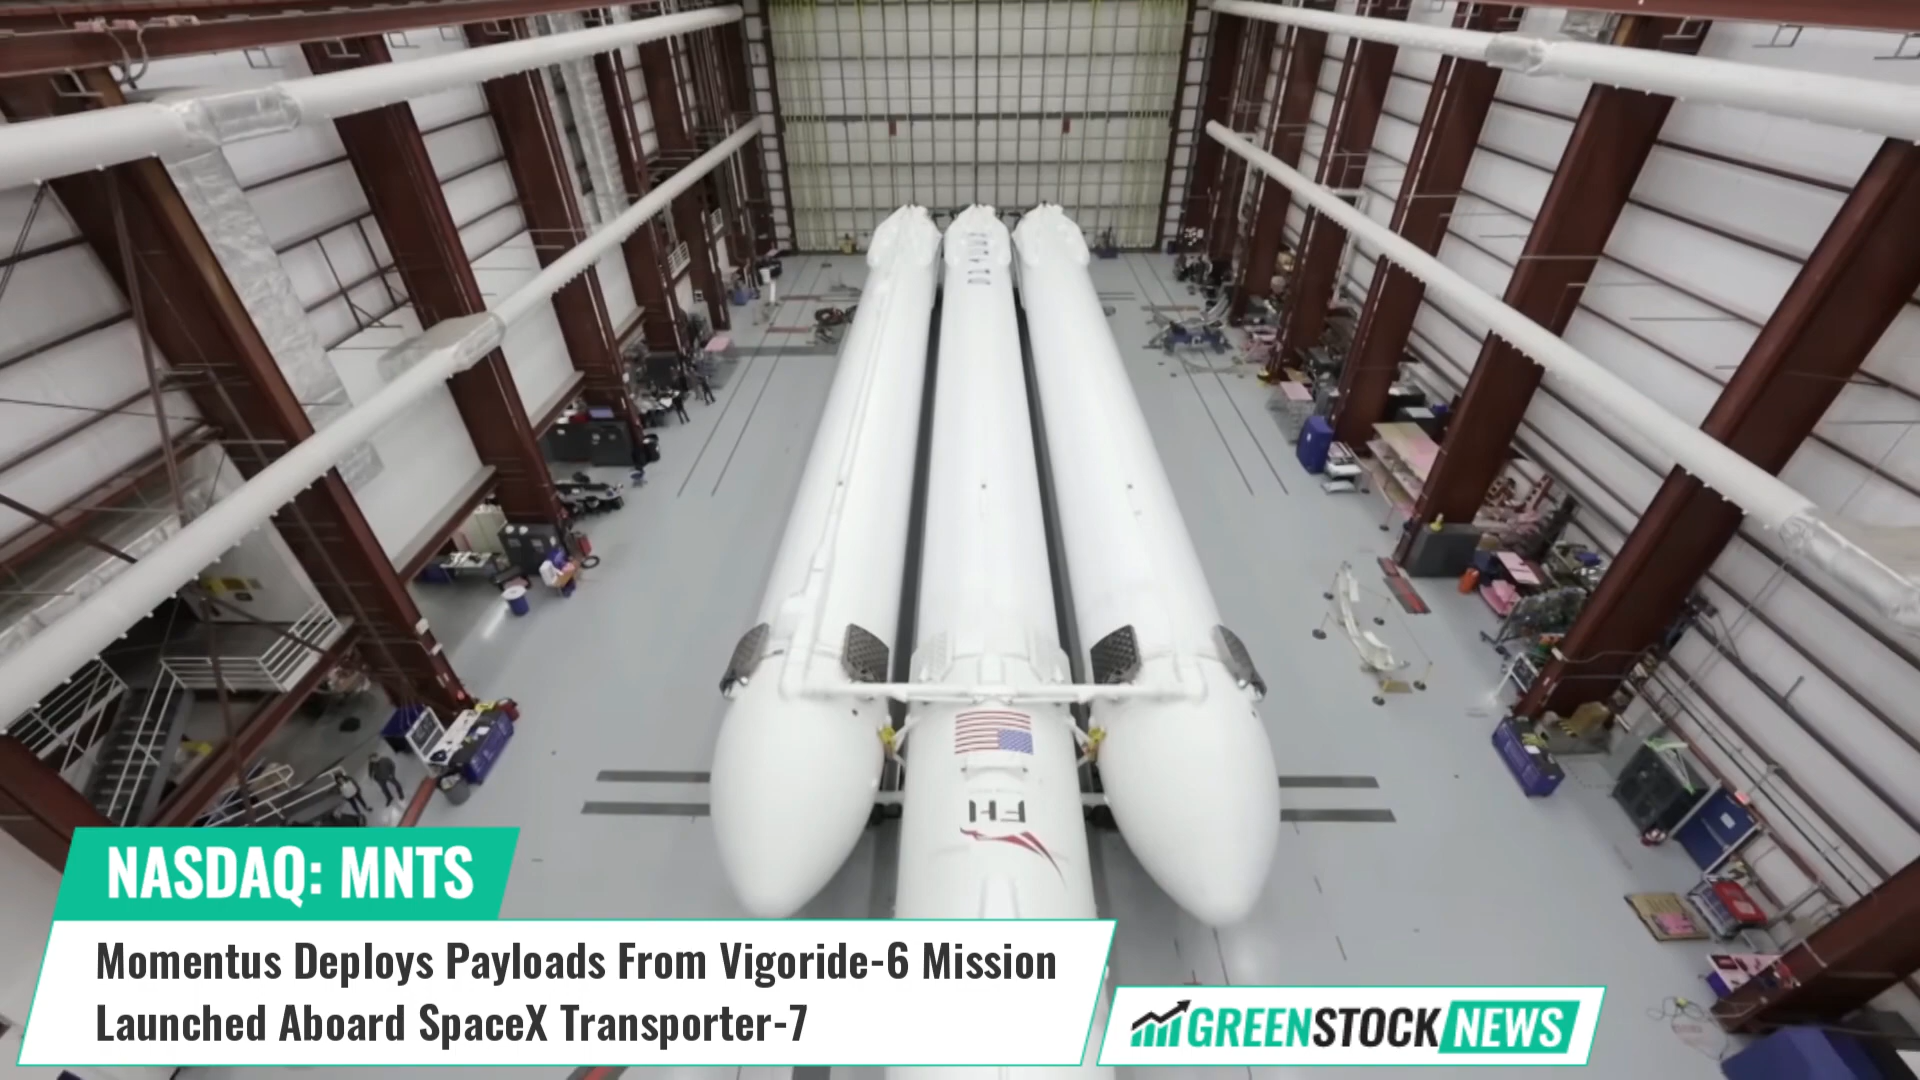 FH
NASDAQ: MNTS
Momentus Deploys Payloads From Vigoride-6 Mission
Launched Aboard SpaceX Transporter-7
GREENSTOCK NEWS